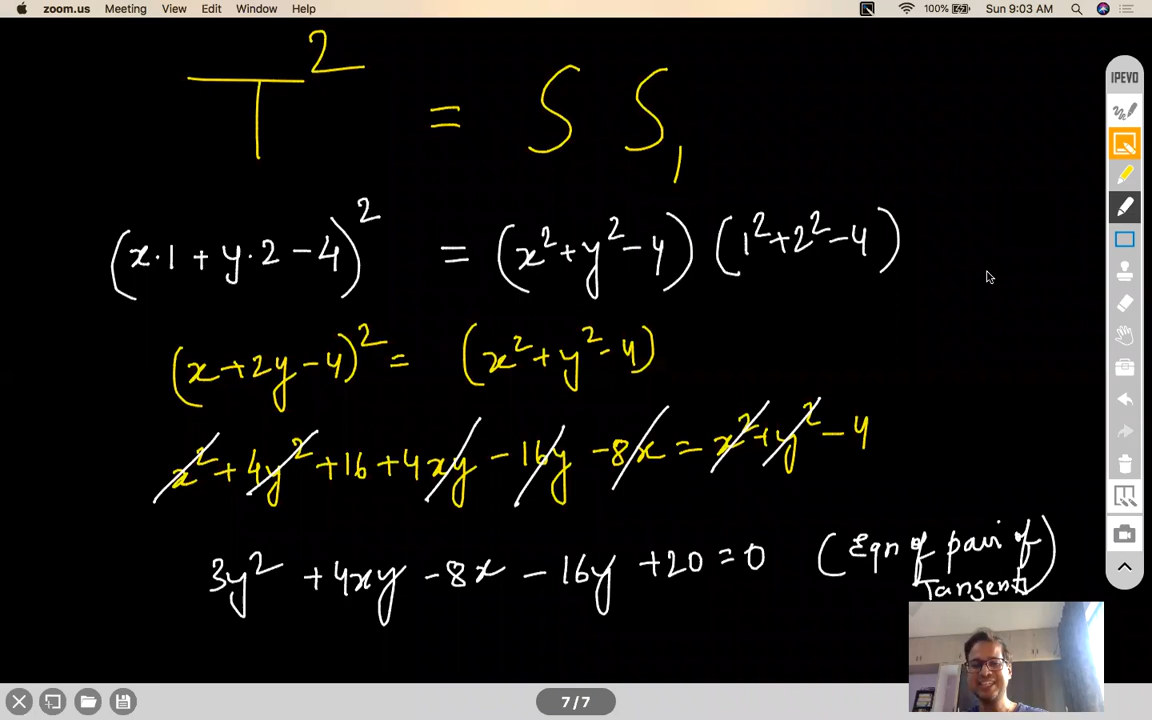 zoom.us Meeting View Edit Window Help 100% Sun 9:03 AM
IPEVO
T² = S S₁
(x·1 + y·2 − 4)² = (x² + y² − 4) (1² + 2² − 4)
(x + 2y − 4)² = (x² + y² − 4)
x² + 4y² + 16 + 4xy − 16y − 8x = x² + y² − 4
3y² + 4xy − 8x − 16y + 20 = 0 (Eqn of pair of
Tangents)
7/7